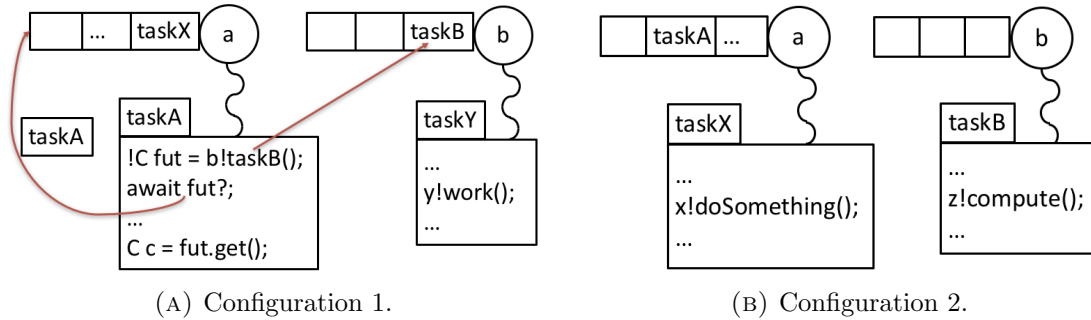 ... taskX a
taskB b
taskA
taskA
!C fut = b!taskB();
await fut?;
...
C c = fut.get();
taskY
...
y!work();
...
(A) Configuration 1.
taskA ... a
b
taskX
...
x!doSomething();
...
taskB
...
z!compute();
...
(B) Configuration 2.